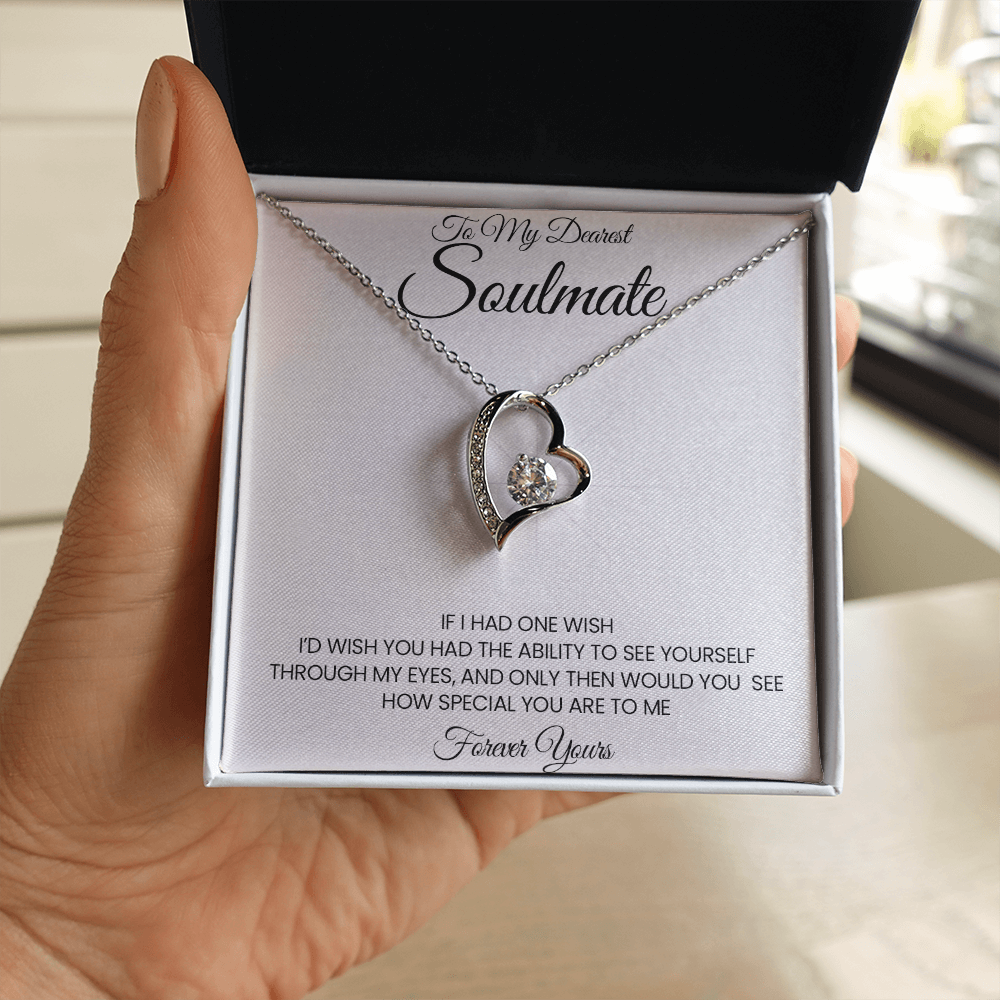 To My Dearest
Soulmate
IF I HAD ONE WISH
I'D WISH YOU HAD THE ABILITY TO SEE YOURSELF
THROUGH MY EYES, AND ONLY THEN WOULD YOU SEE
HOW SPECIAL YOU ARE TO ME
Forever Yours